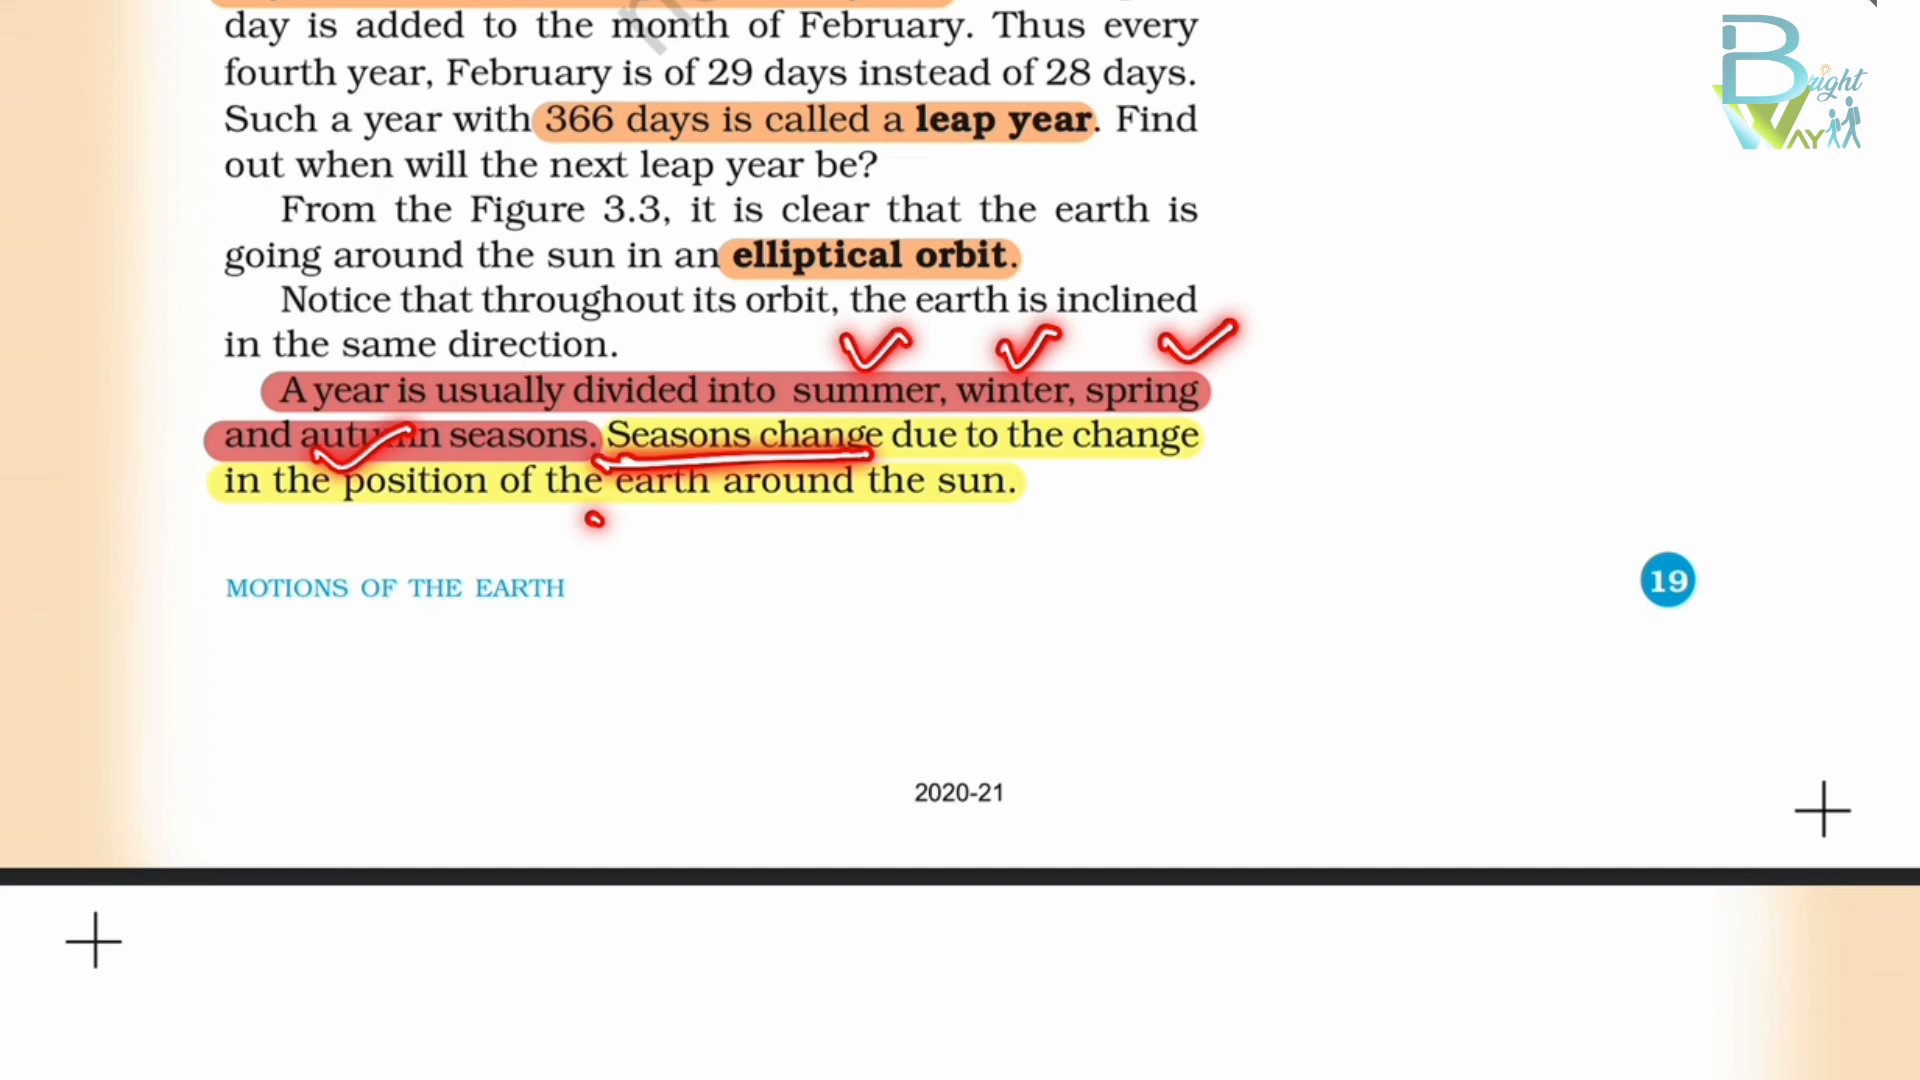 day is added to the month of February. Thus every
fourth year, February is of 29 days instead of 28 days.
Such a year with 366 days is called a leap year. Find
out when will the next leap year be?
From the Figure 3.3, it is clear that the earth is
going around the sun in an elliptical orbit.
Notice that throughout its orbit, the earth is inclined
in the same direction.
A year is usually divided into summer, winter, spring
and autumn seasons. Seasons change due to the change
in the position of the earth around the sun.
MOTIONS OF THE EARTH
19
2020-21
Bright
WAY